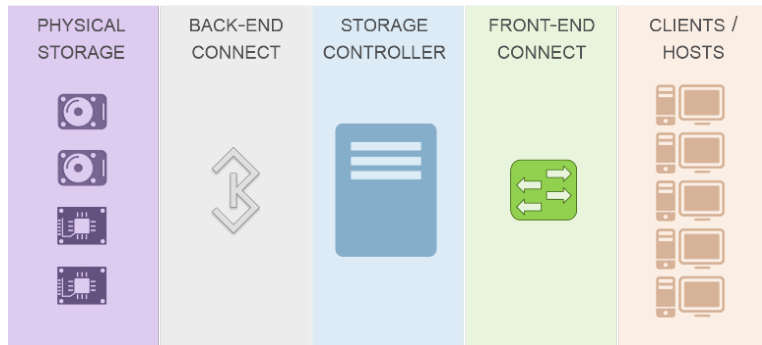 PHYSICAL
STORAGE
BACK-END
CONNECT
STORAGE
CONTROLLER
FRONT-END
CONNECT
CLIENTS /
HOSTS